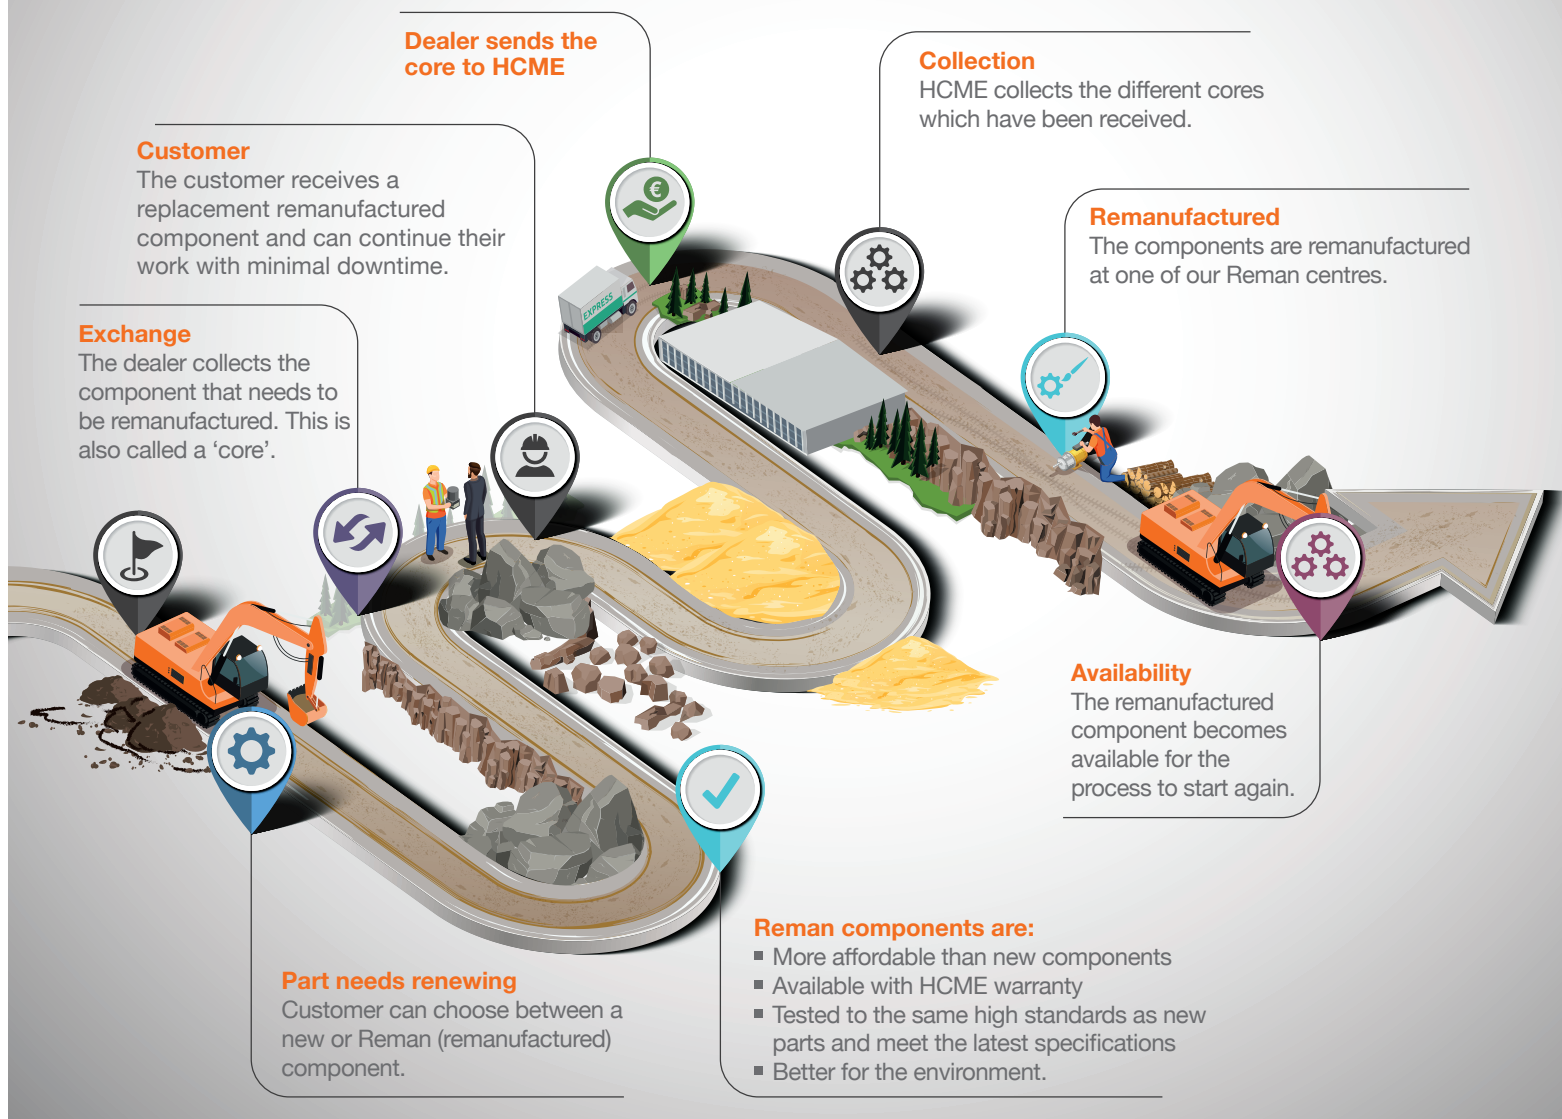 Dealer sends the
core to HCME
Collection
HCME collects the different cores
which have been received.
Customer
The customer receives a
replacement remanufactured
component and can continue their
work with minimal downtime.
Remanufactured
The components are remanufactured
at one of our Reman centres.
Exchange
The dealer collects the
component that needs to
be remanufactured. This is
also called a ‘core’.
€
EXPRESS
Availability
The remanufactured
component becomes
available for the
process to start again.
Part needs renewing
Customer can choose between a
new or Reman (remanufactured)
component.
Reman components are:
▪ More affordable than new components
▪ Available with HCME warranty
▪ Tested to the same high standards as new
parts and meet the latest specifications
▪ Better for the environment.